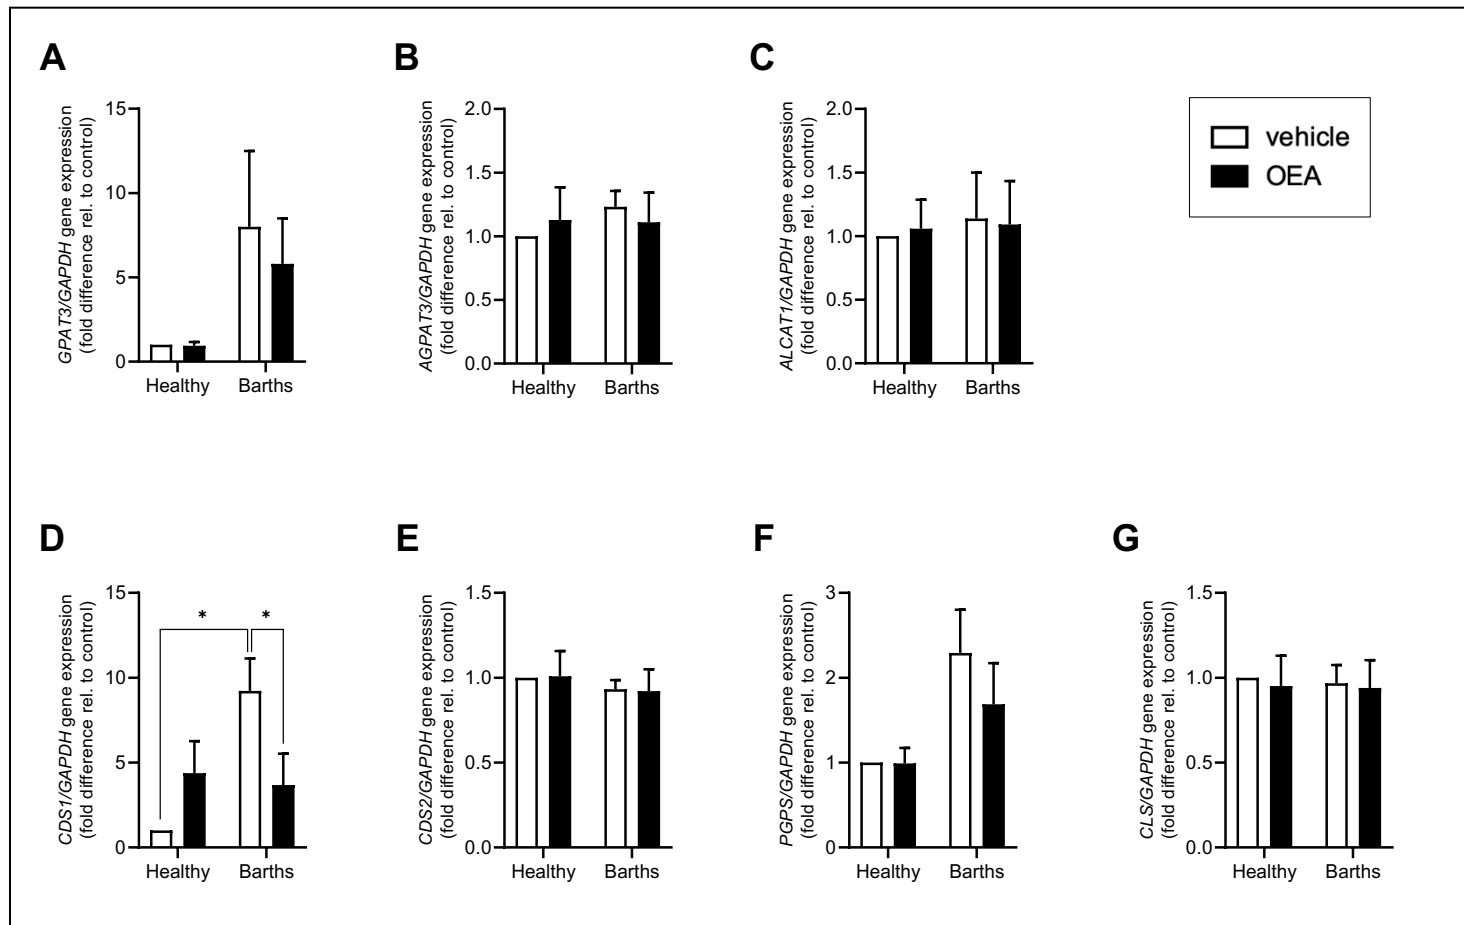 A
B
C
GPAT3/GAPDH gene expression
(fold difference rel. to control)
15
10
5
0
Healthy
Barths
AGPAT3/GAPDH gene expression
(fold difference rel. to control)
2.0
1.5
1.0
0.5
0.0
Healthy
Barths
ALCAT1/GAPDH gene expression
(fold difference rel. to control)
2.0
1.5
1.0
0.5
0.0
Healthy
Barths
vehicle
OEA
D
E
F
G
CDS1/GAPDH gene expression
(fold difference rel. to control)
15
10
5
0
*
*
Healthy
Barths
CDS2/GAPDH gene expression
(fold difference rel. to control)
1.5
1.0
0.5
0.0
Healthy
Barths
PGPS/GAPDH gene expression
(fold difference rel. to control)
3
2
1
0
Healthy
Barths
CLS/GAPDH gene expression
(fold difference rel. to control)
1.5
1.0
0.5
0.0
Healthy
Barths